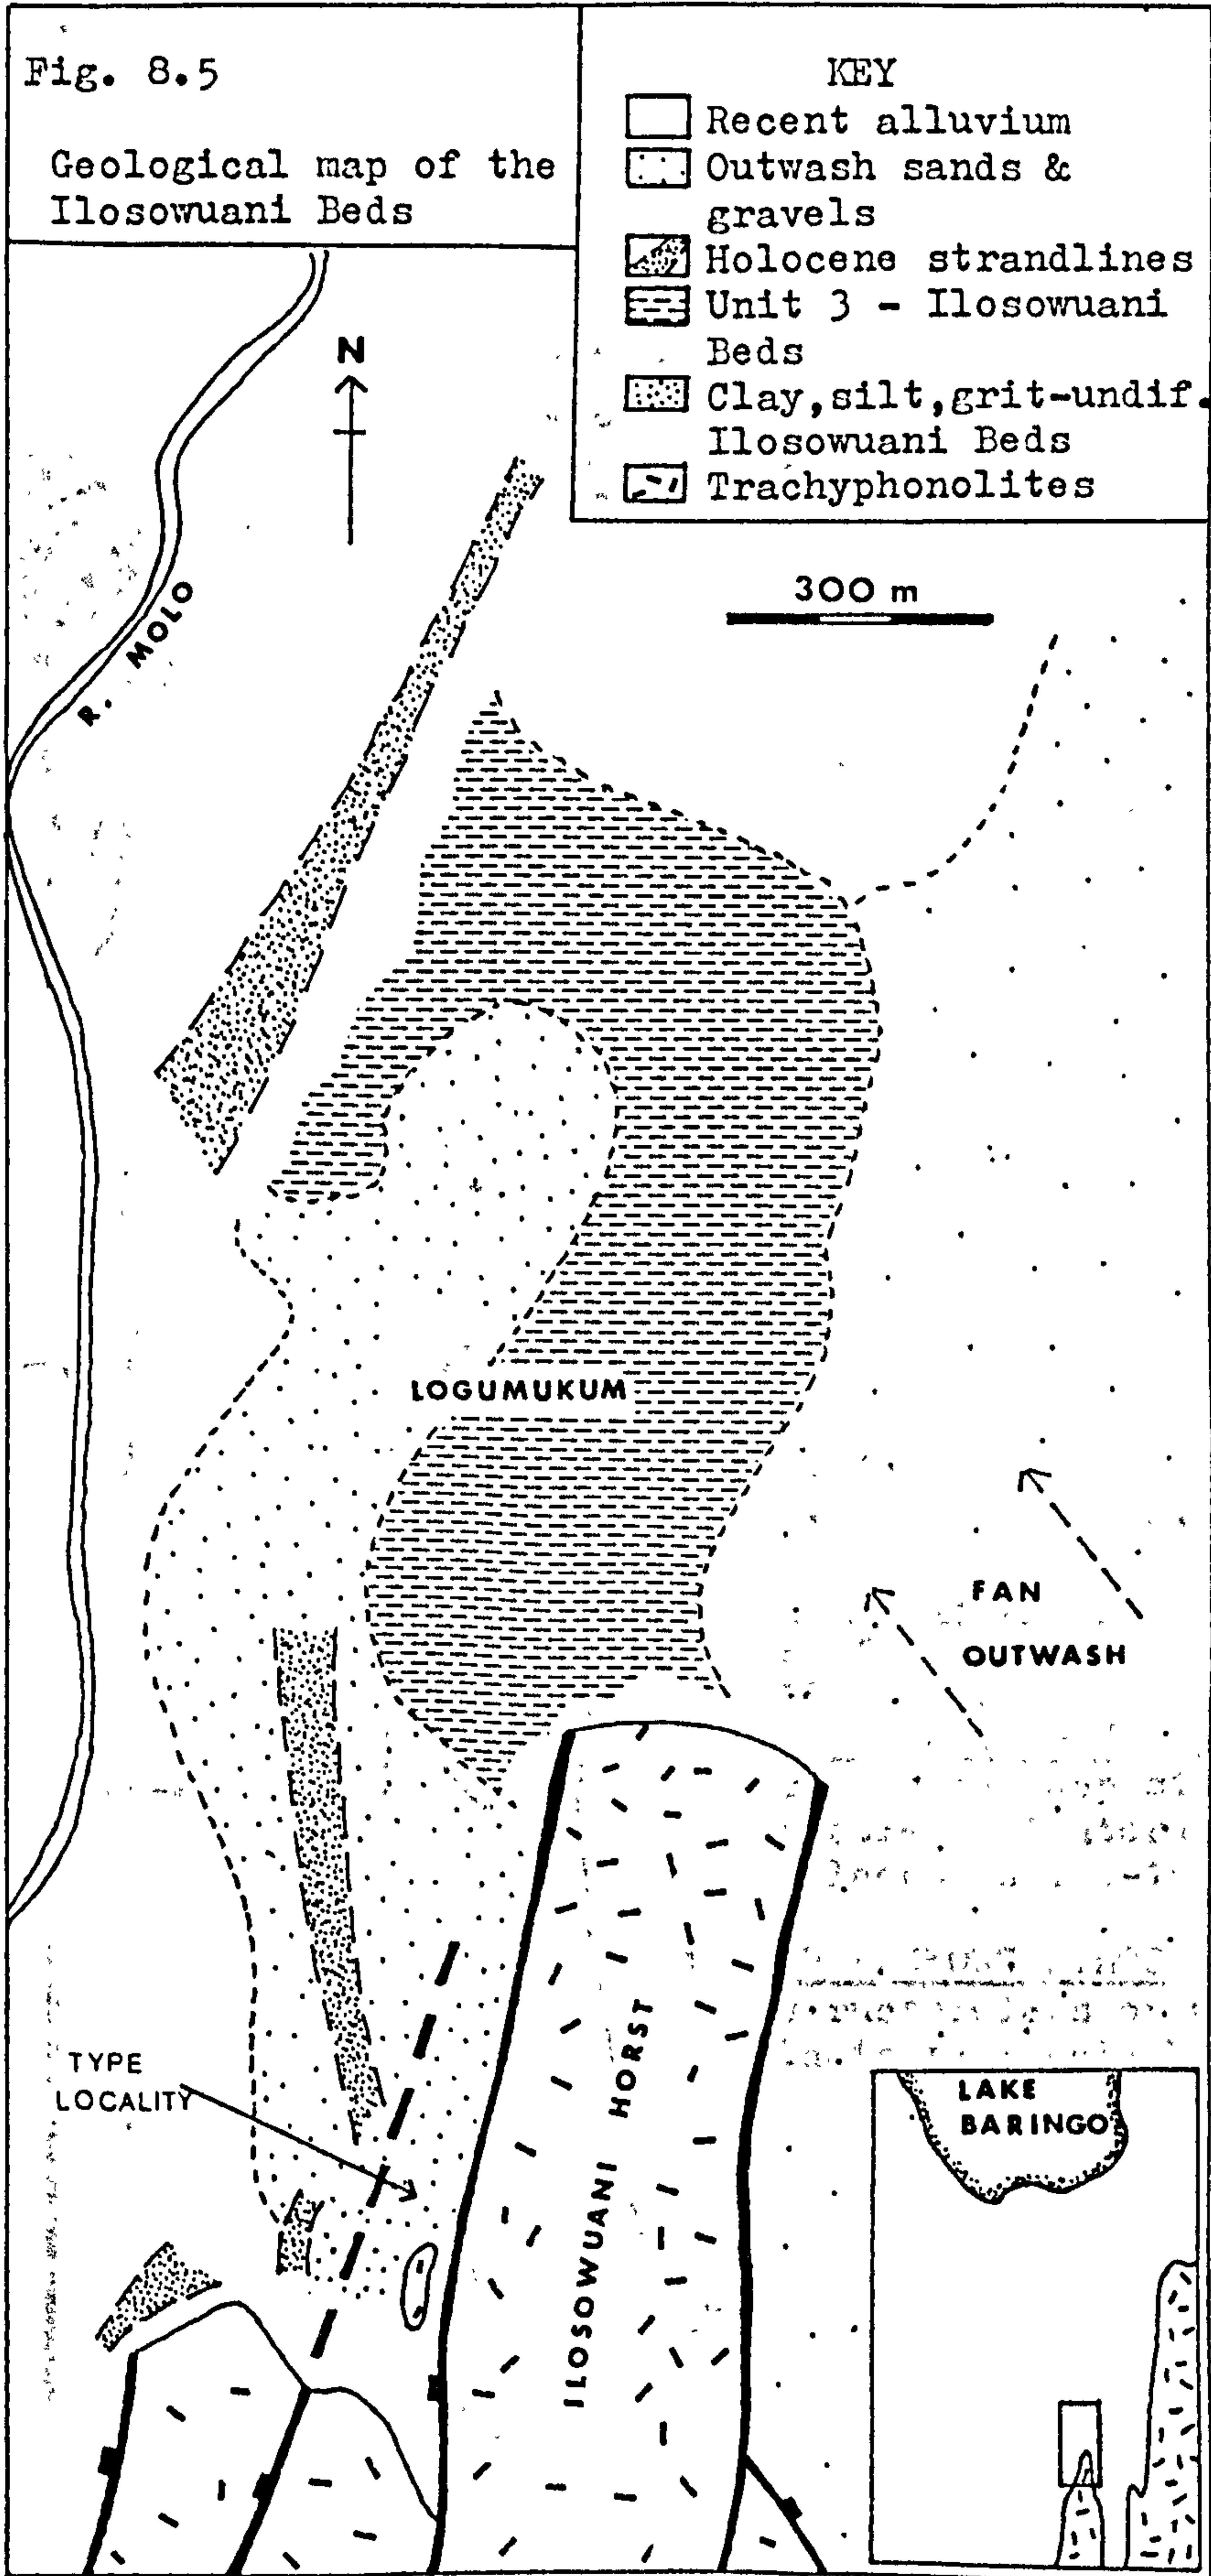 Fig. 8.5
Geological map of the
Ilosowuani Beds
KEY
Recent alluvium
Outwash sands &
gravels
Holocene strandlines
Unit 3 - Ilosowuani
Beds
Clay,silt,grit-undif.
Ilosowuani Beds
Trachyphonolites
N
300 m
R. MOLO
LOGUMUKUM
FAN
OUTWASH
ILOSOWUANI HORST
TYPE
LOCALITY
LAKE
BARINGO